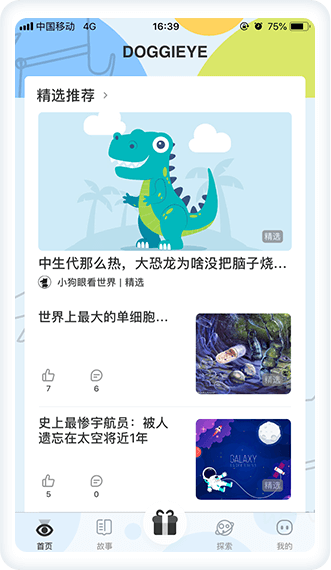 中国移动 4G 16:39 75%
DOGGIEYE
精选推荐
精选
中生代那么热，大恐龙为啥没把脑子烧…
小狗眼看世界 | 精选
世界上最大的单细胞…
7 6
精选
史上最惨宇航员：被人
遗忘在太空将近1年
5 0
GALAXY
精选
首页 故事 探索 我的